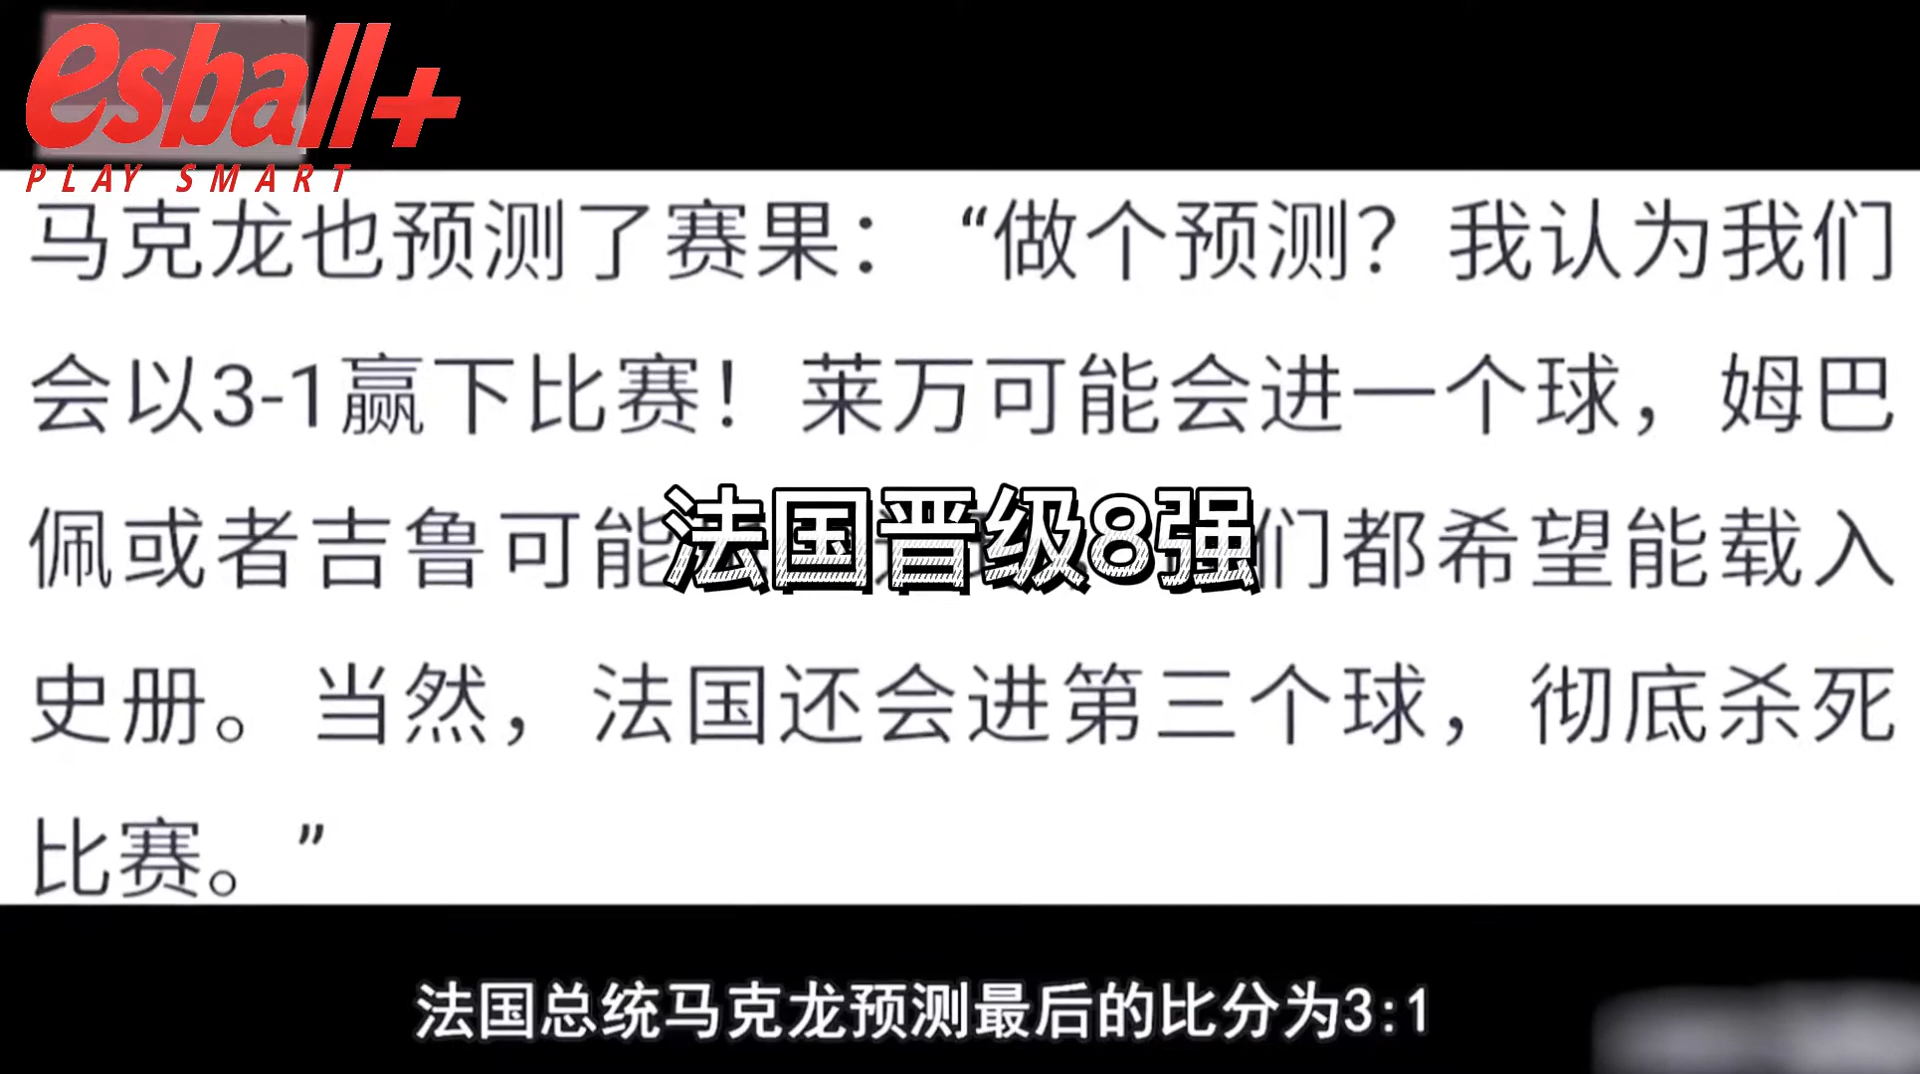 esball+
PLAY SMART
马克龙也预测了赛果：“做个预测？我认为我们
会以3-1赢下比赛！莱万可能会进一个球，姆巴
佩或者吉鲁可能
法国晋级8强
们都希望能载入
史册。当然，法国还会进第三个球，彻底杀死
比赛。”
法国总统马克龙预测最后的比分为3:1